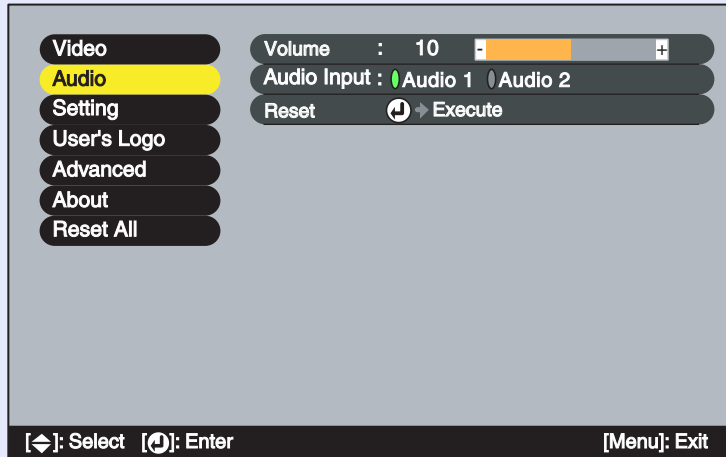 Video
Audio
Setting
User's Logo
Advanced
About
Reset All
Volume : 10 - +
Audio Input : Audio 1 Audio 2
Reset Execute
[ ]: Select [ ]: Enter [Menu]: Exit